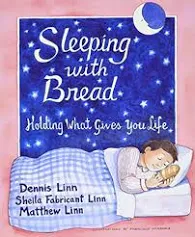 Sleeping
with
Bread
Holding What Gives You Life
Dennis Linn
Sheila Fabricant Linn
Matthew Linn